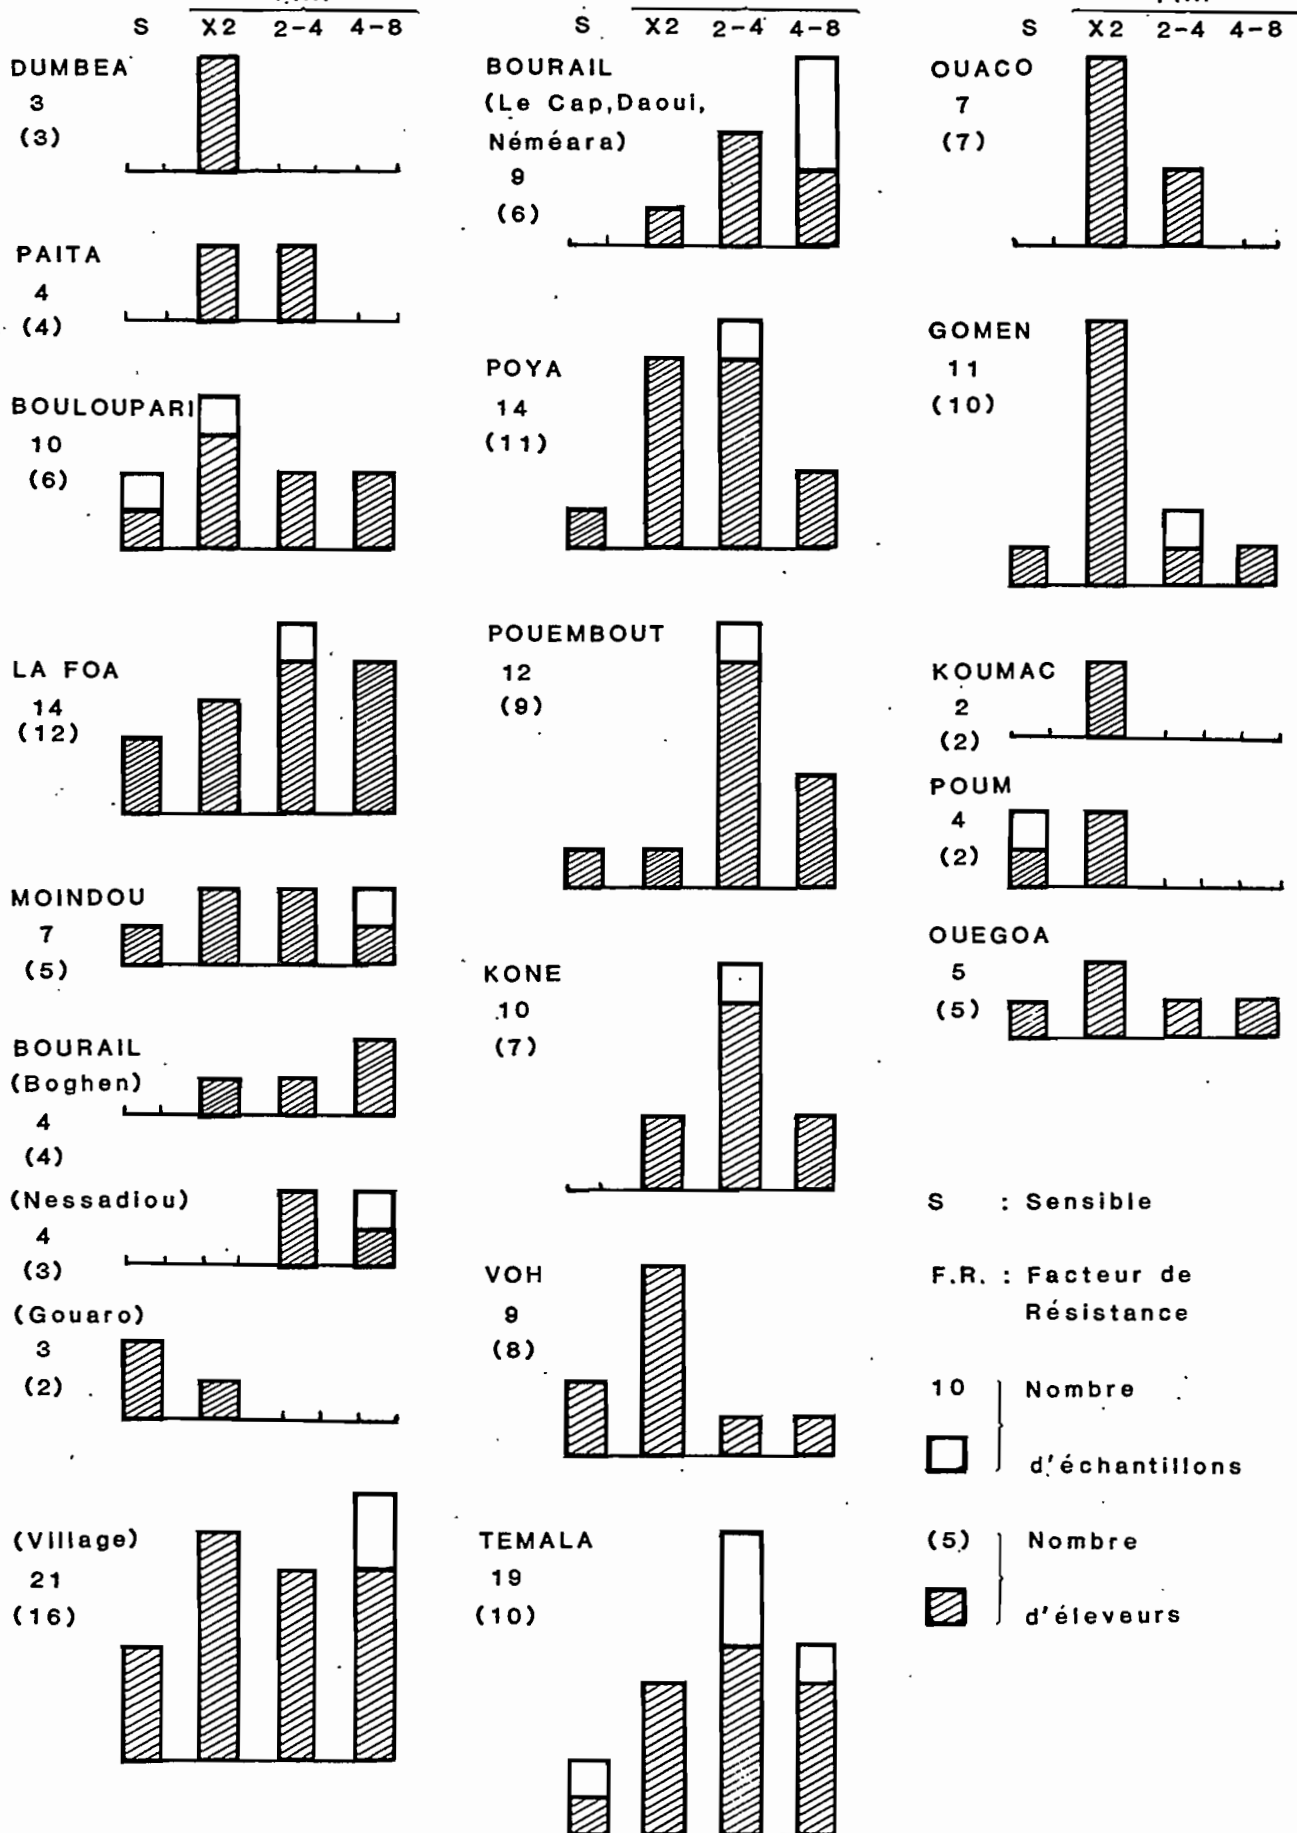 S X2 2-4 4-8
DUMBEA
3
(3)
PAITA
4
(4)
BOULOUPARI
10
(6)
LA FOA
14
(12)
MOINDOU
7
(5)
BOURAIL
(Boghen)
4
(4)
(Nessadiou)
4
(3)
(Gouaro)
3
(2)
(Village)
21
(16)
S X2 2-4 4-8
BOURAIL
(Le Cap,Daoui,
Néméara)
9
(6)
POYA
14
(11)
POUEMBOUT
12
(9)
KONE
10
(7)
VOH
9
(8)
TEMALA
19
(10)
S X2 2-4 4-8
OUACO
7
(7)
GOMEN
11
(10)
KOUMAC
2
(2)
POUM
4
(2)
OUEGOA
5
(5)
S : Sensible
F.R. : Facteur de
Résistance
10 Nombre
d'échantillons
(5) Nombre
d'éleveurs